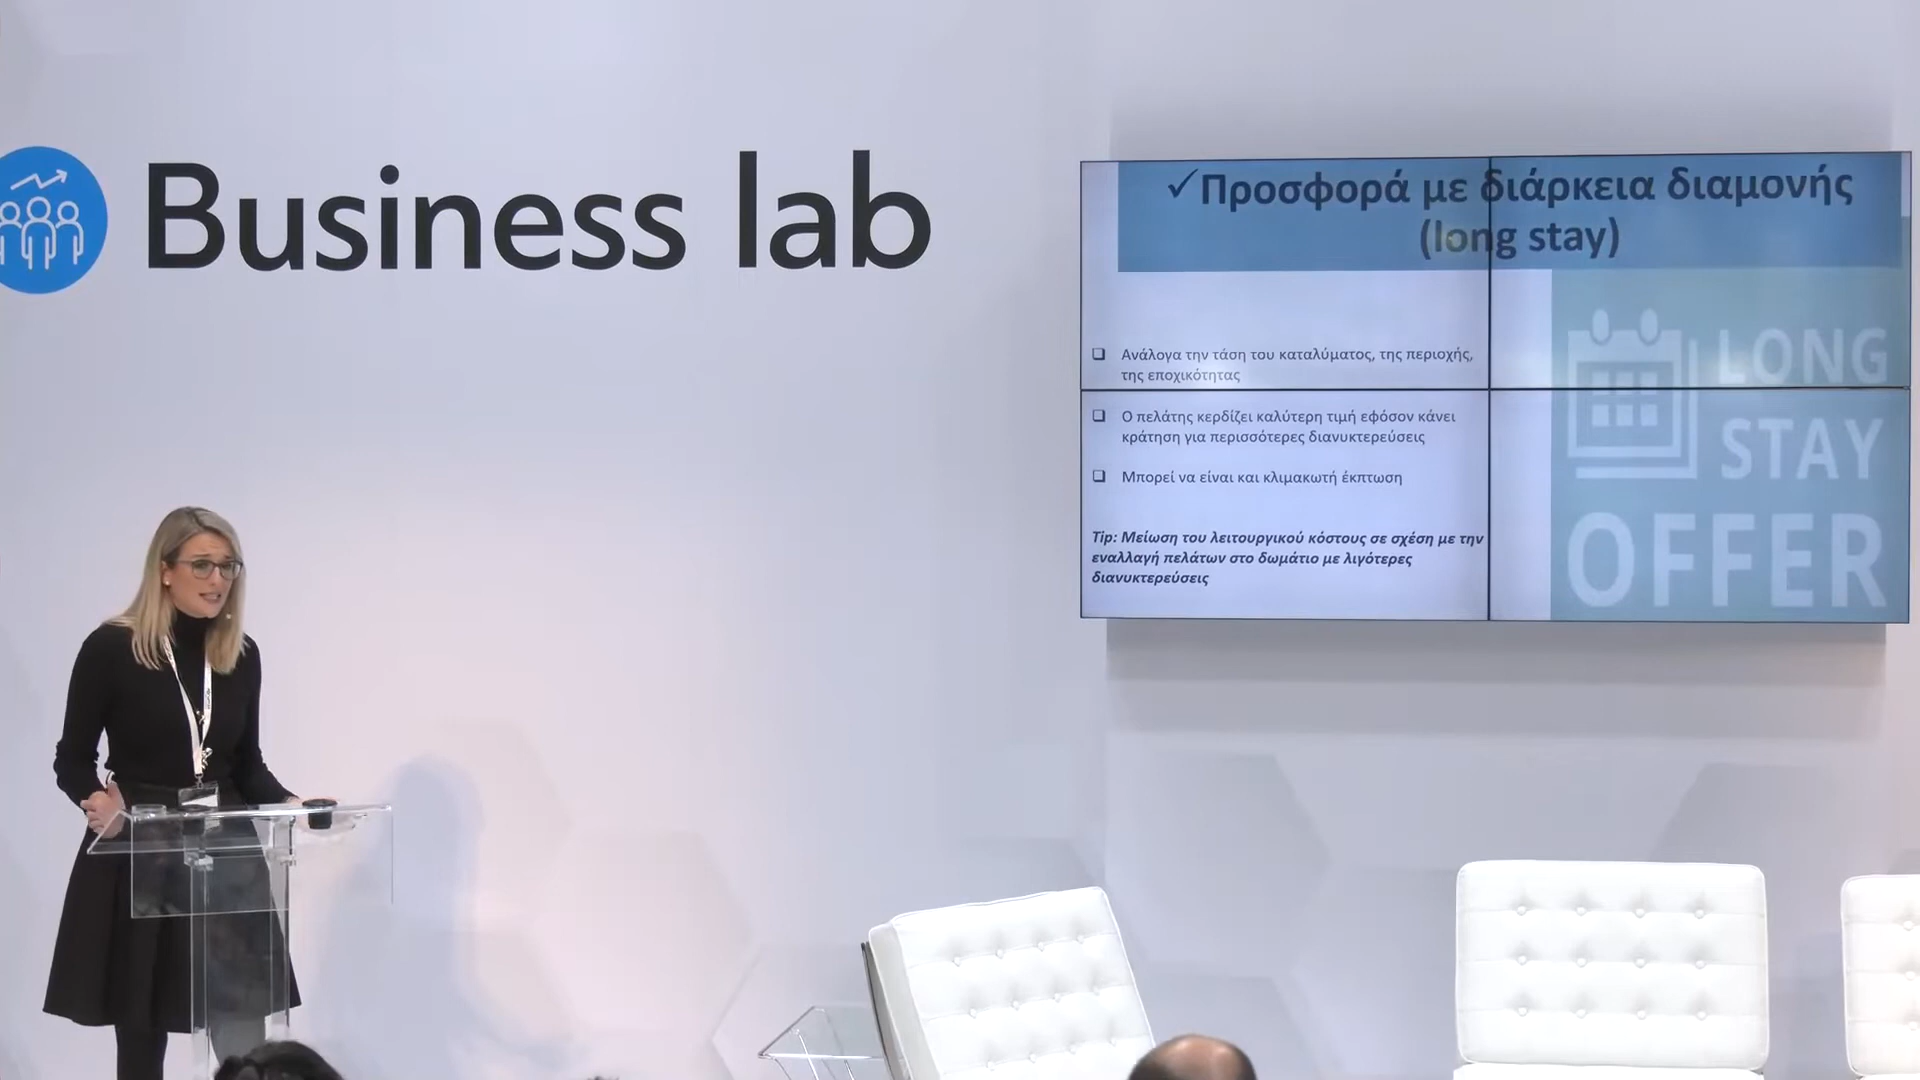 Business lab
✓Προσφορά με διάρκεια διαμονής
(long stay)
❑ Ανάλογα την τάση του καταλύματος, της περιοχής,
της εποχικότητας
❑ Ο πελάτης κερδίζει καλύτερη τιμή εφόσον κάνει
κράτηση για περισσότερες διανυκτερεύσεις
❑ Μπορεί να είναι και κλιμακωτή έκπτωση
Tip: Μείωση του λειτουργικού κόστους σε σχέση με την
εναλλαγή πελάτων στο δωμάτιο με λιγότερες
διανυκτερεύσεις
LONG
STAY
OFFER